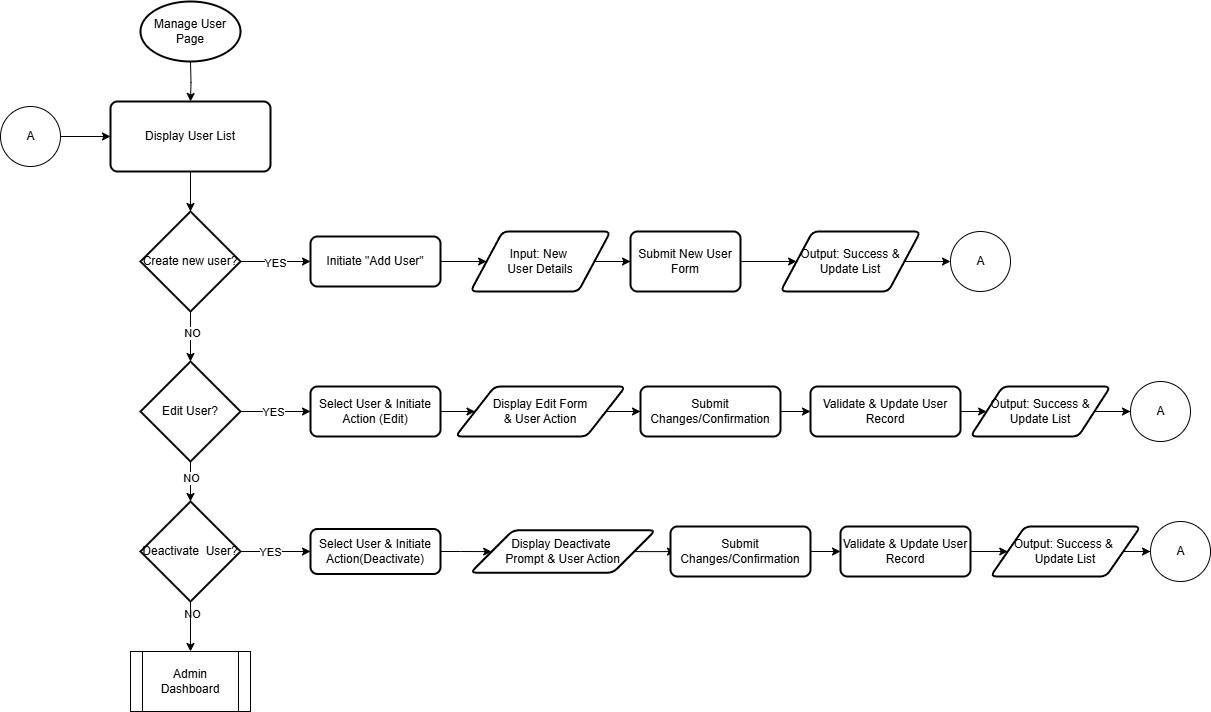 Manage User
Page
A
Display User List
Create new user?
YES
Initiate "Add User"
Input: New
User Details
Submit New User
Form
Output: Success &
Update List
A
NO
Edit User?
YES
Select User & Initiate
Action (Edit)
Display Edit Form
& User Action
Submit
Changes/Confirmation
Validate & Update User
Record
Output: Success &
Update List
A
NO
Deactivate  User?
YES
Select User & Initiate
Action(Deactivate)
Display Deactivate
Prompt & User Action
Submit
Changes/Confirmation
Validate & Update User
Record
Output: Success &
Update List
A
NO
Admin
Dashboard